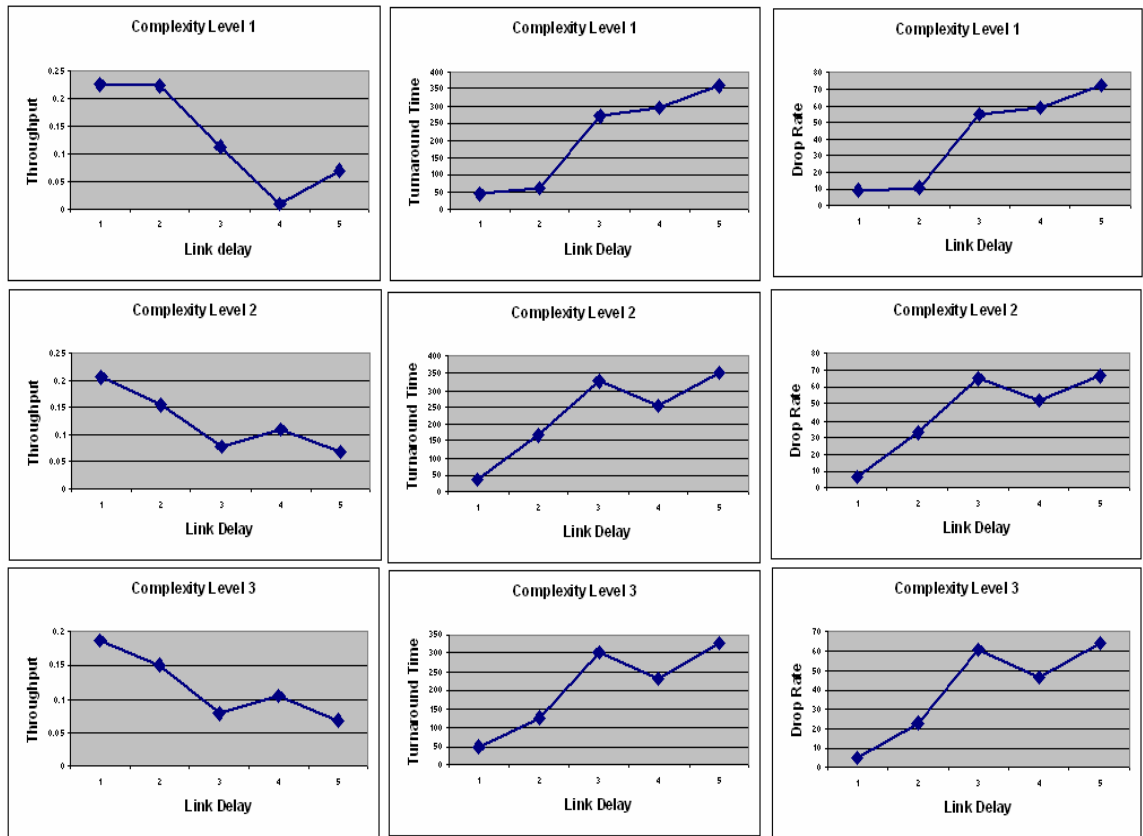 Complexity Level 1
Throughput
0.25
0.2
0.15
0.1
0.05
0
1 2 3 4 5
Link delay
Complexity Level 1
Turnaround Time
400
350
300
250
200
150
100
50
0
1 2 3 4 5
Link Delay
Complexity Level 1
Drop Rate
80
70
60
50
40
30
20
10
0
1 2 3 4 5
Link Delay
Complexity Level 2
Throughput
0.25
0.2
0.15
0.1
0.05
0
1 2 3 4 5
Link Delay
Complexity Level 2
Turnaround Time
400
350
300
250
200
150
100
50
0
1 2 3 4 5
Link Delay
Complexity Level 2
Drop Rate
80
70
60
50
40
30
20
10
0
1 2 3 4 5
Link Delay
Complexity Level 3
Throughput
0.2
0.15
0.1
0.05
0
1 2 3 4 5
Link Delay
Complexity Level 3
Turnaround Time
350
300
250
200
150
100
50
0
1 2 3 4 5
Link Delay
Complexity Level 3
Drop Rate
70
60
50
40
30
20
10
0
1 2 3 4 5
Link Delay